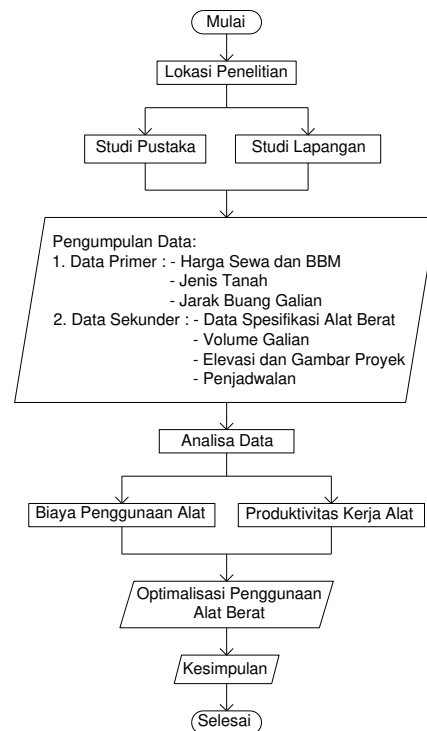 Mulai
Lokasi Penelitian
Studi Pustaka
Studi Lapangan
Pengumpulan Data:
1. Data Primer : - Harga Sewa dan BBM
- Jenis Tanah
- Jarak Buang Galian
2. Data Sekunder : - Data Spesifikasi Alat Berat
- Volume Galian
- Elevasi dan Gambar Proyek
- Penjadwalan
Analisa Data
Biaya Penggunaan Alat
Produktivitas Kerja Alat
Optimalisasi Penggunaan
Alat Berat
Kesimpulan
Selesai